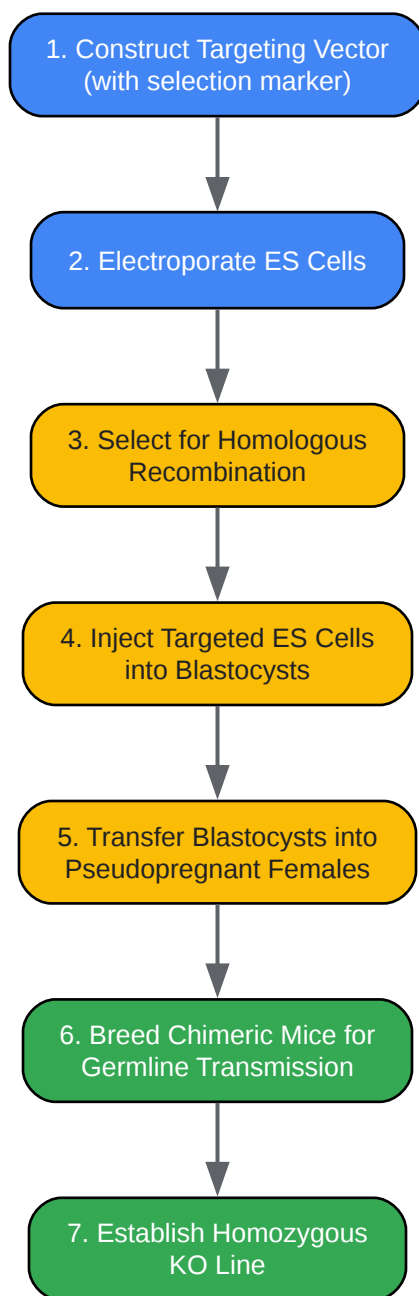 1. Construct Targeting Vector
(with selection marker)
2. Electroporate ES Cells
3. Select for Homologous
Recombination
4. Inject Targeted ES Cells
into Blastocysts
5. Transfer Blastocysts into
Pseudopregnant Females
6. Breed Chimeric Mice for
Germline Transmission
7. Establish Homozygous
KO Line